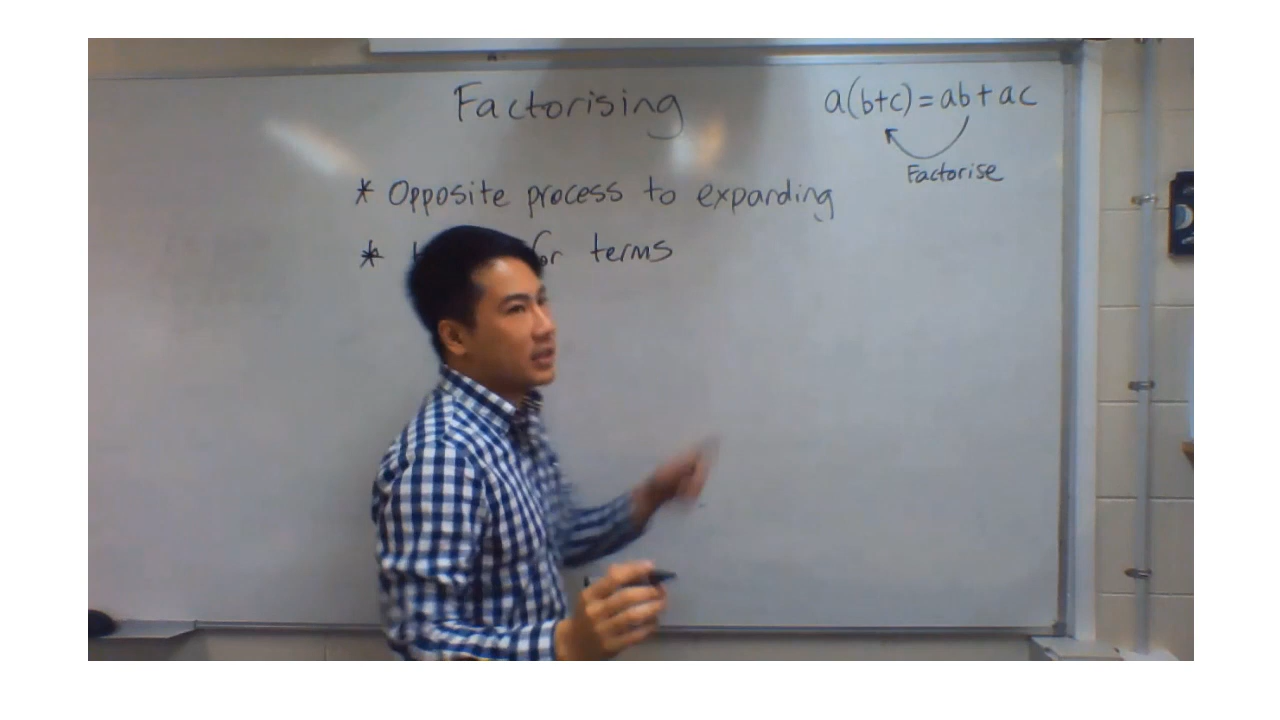 Factorising
a(b+c) = ab + ac
Factorise
* Opposite process to expanding
* for terms